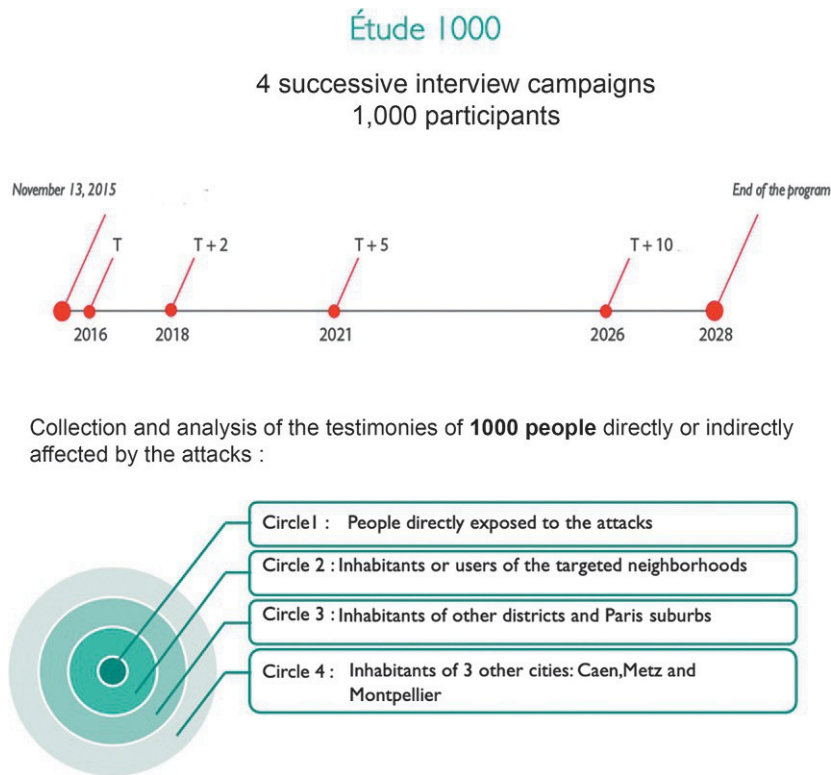 Étude 1000
4 successive interview campaigns
1,000 participants
November 13, 2015
End of the program
T
T + 2
T + 5
T + 10
2016
2018
2021
2026
2028
Collection and analysis of the testimonies of 1000 people directly or indirectly
affected by the attacks :
Circle1 : People directly exposed to the attacks
Circle 2 : Inhabitants or users of the targeted neighborhoods
Circle 3 : Inhabitants of other districts and Paris suburbs
Circle 4 : Inhabitants of 3 other cities: Caen,Metz and
Montpellier